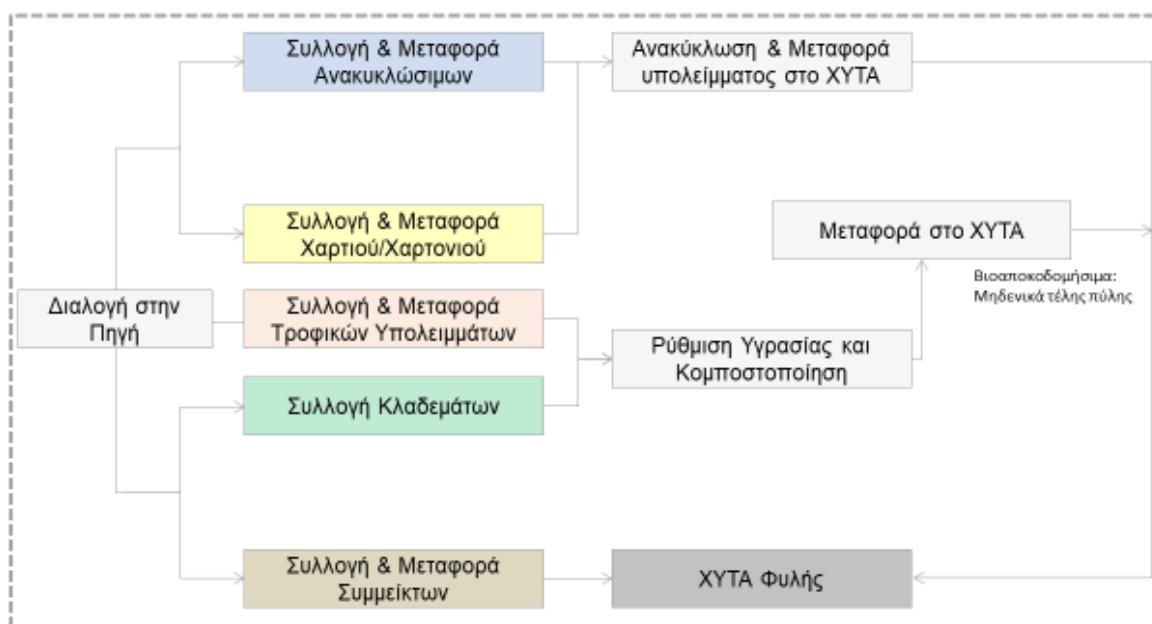 Συλλογή & Μεταφορά
Ανακυκλώσιμων
Ανακύκλωση & Μεταφορά
υπολείμματος στο ΧΥΤΑ
Συλλογή & Μεταφορά
Χαρτιού/Χαρτονιού
Μεταφορά στο ΧΥΤΑ
Βιοαποκοδομήσιμα:
Μηδενικά τέλης πύλης
Διαλογή στην
Πηγή
Συλλογή & Μεταφορά
Τροφικών Υπολειμμάτων
Ρύθμιση Υγρασίας και
Κομποστοποίηση
Συλλογή Κλαδεμάτων
Συλλογή & Μεταφορά
Συμμείκτων
ΧΥΤΑ Φυλής